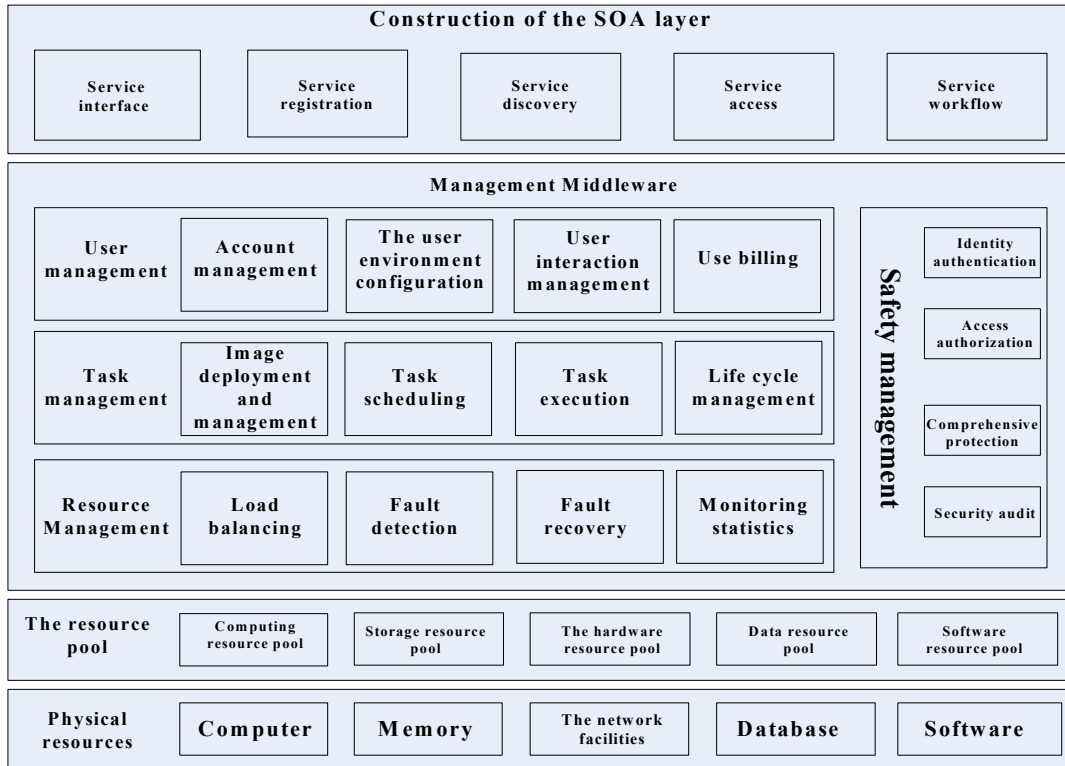 Construction of the SOA layer
Service
interface
Service
registration
Service
discovery
Service
access
Service
workflow
Management Middleware
User
management
Account
management
The user
environment
configuration
User
interaction
management
Use billing
Task
management
Image
deployment
and
management
Task
scheduling
Task
execution
Life cycle
management
Resource
Management
Load
balancing
Fault
detection
Fault
recovery
Monitoring
statistics
Safety management
Identity
authentication
Access
authorization
Comprehensive
protection
Security audit
The resource
pool
Computing
resource pool
Storage resource
pool
The hardware
resource pool
Data resource
pool
Software
resource pool
Physical
resources
Computer
Memory
The network
facilities
Database
Software